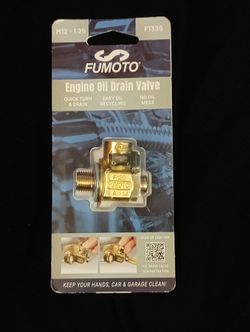 M12 - 1.25 F133S
FUMOTO
Engine Oil Drain Valve
QUICK TURN EASY OIL NO OIL
& DRAIN RECYCLING MESS
KEEP YOUR HANDS, CAR & GARAGE CLEAN!